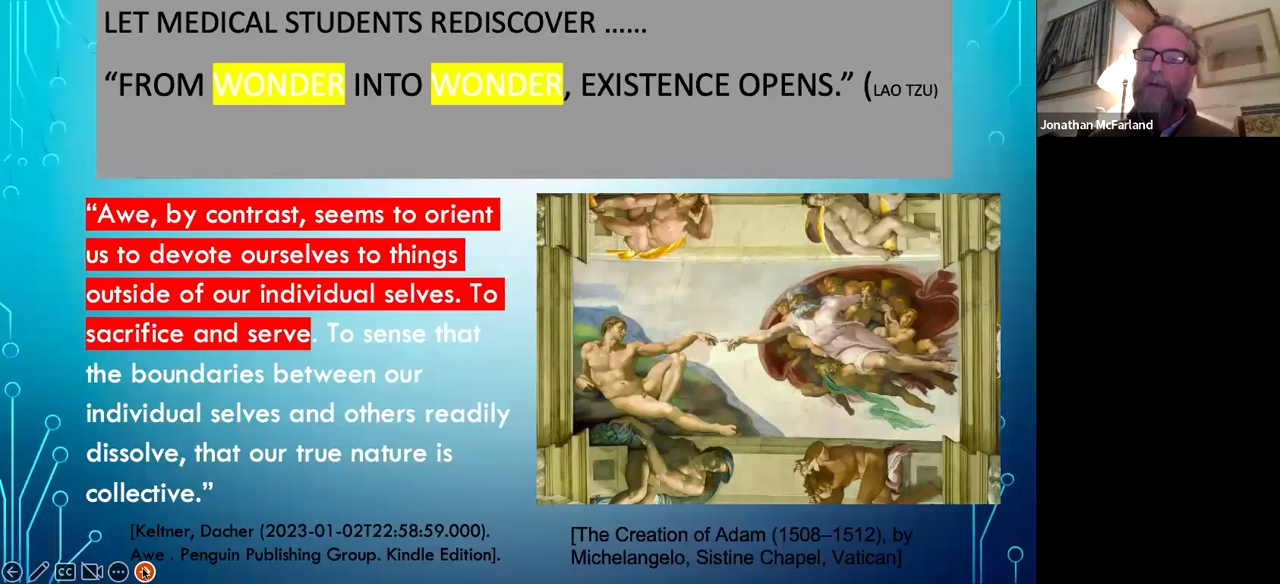 LET MEDICAL STUDENTS REDISCOVER ......
“FROM WONDER INTO WONDER, EXISTENCE OPENS.” (LAO TZU)
“Awe, by contrast, seems to orient
us to devote ourselves to things
outside of our individual selves. To
sacrifice and serve. To sense that
the boundaries between our
individual selves and others readily
dissolve, that our true nature is
collective.”
[Keltner, Dacher (2023-01-02T22:58:59.000).
Awe . Penguin Publishing Group. Kindle Edition].
[The Creation of Adam (1508–1512), by
Michelangelo, Sistine Chapel, Vatican]
Jonathan McFarland
CC